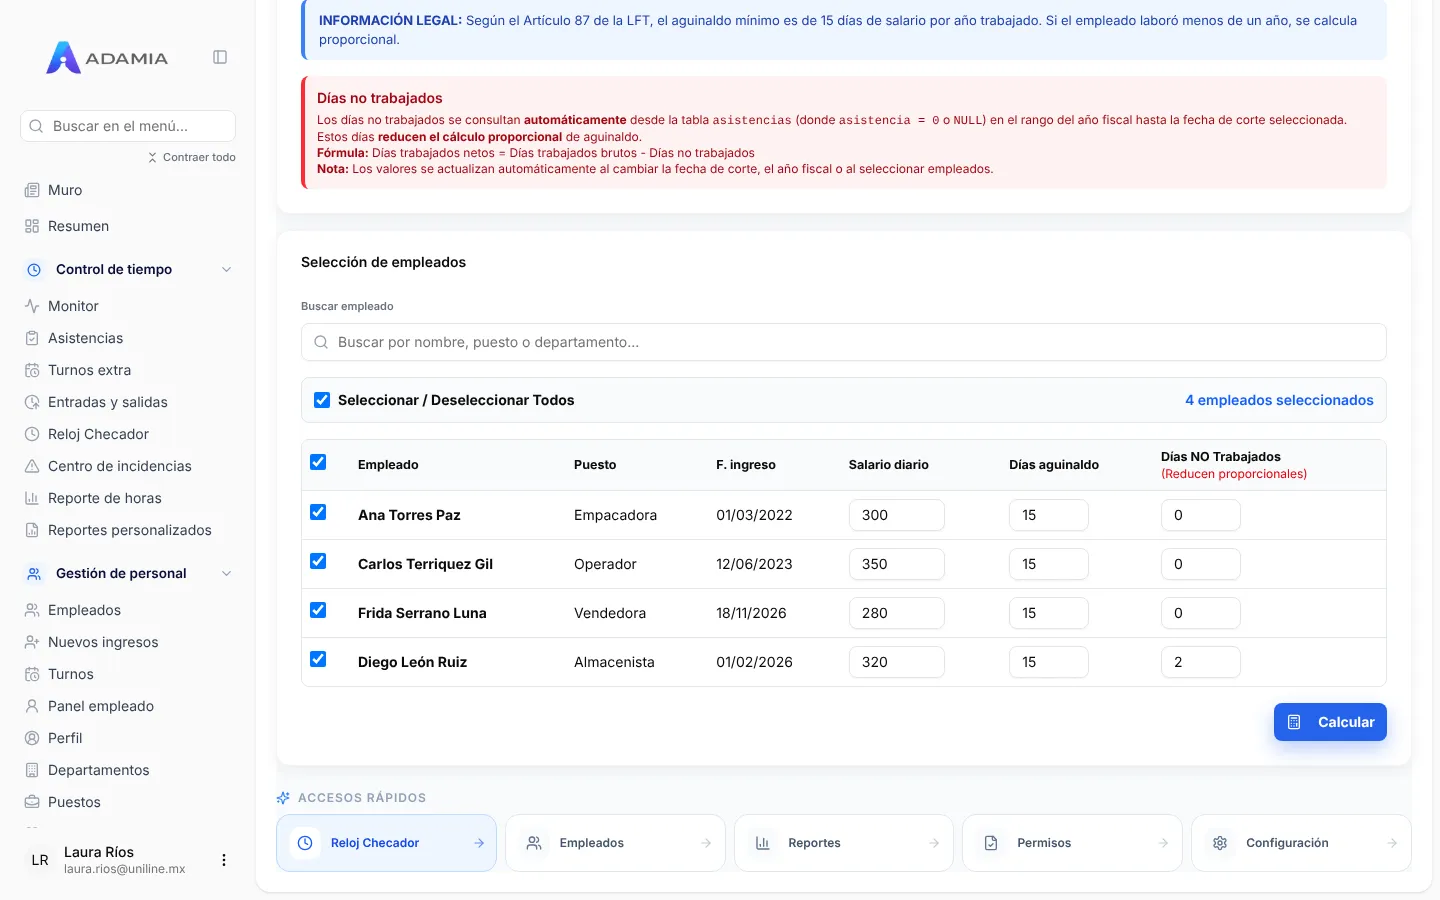 ADAMIA
Buscar en el menú...
Contraer todo
Muro
Resumen
Control de tiempo
Monitor
Asistencias
Turnos extra
Entradas y salidas
Reloj Checador
Centro de incidencias
Reporte de horas
Reportes personalizados
Gestión de personal
Empleados
Nuevos ingresos
Turnos
Panel empleado
Perfil
Departamentos
Puestos
LR
Laura Ríos
laura.rios@uniline.mx
INFORMACIÓN LEGAL: Según el Artículo 87 de la LFT, el aguinaldo mínimo es de 15 días de salario por año trabajado. Si el empleado laboró menos de un año, se calcula
proporcional.
Días no trabajados
Los días no trabajados se consultan automáticamente desde la tabla asistencias (donde asistencia = 0 o NULL) en el rango del año fiscal hasta la fecha de corte seleccionada.
Estos días reducen el cálculo proporcional de aguinaldo.
Fórmula: Días trabajados netos = Días trabajados brutos - Días no trabajados
Nota: Los valores se actualizan automáticamente al cambiar la fecha de corte, el año fiscal o al seleccionar empleados.
Selección de empleados
Buscar empleado
Buscar por nombre, puesto o departamento...
Seleccionar / Deseleccionar Todos 4 empleados seleccionados
Empleado Puesto F. ingreso Salario diario Días aguinaldo Días NO Trabajados
(Reducen proporcionales)
Ana Torres Paz Empacadora 01/03/2022 300 15 0
Carlos Terriquez Gil Operador 12/06/2023 350 15 0
Frida Serrano Luna Vendedora 18/11/2026 280 15 0
Diego León Ruiz Almacenista 01/02/2026 320 15 2
Calcular
ACCESOS RÁPIDOS
Reloj Checador Empleados Reportes Permisos Configuración